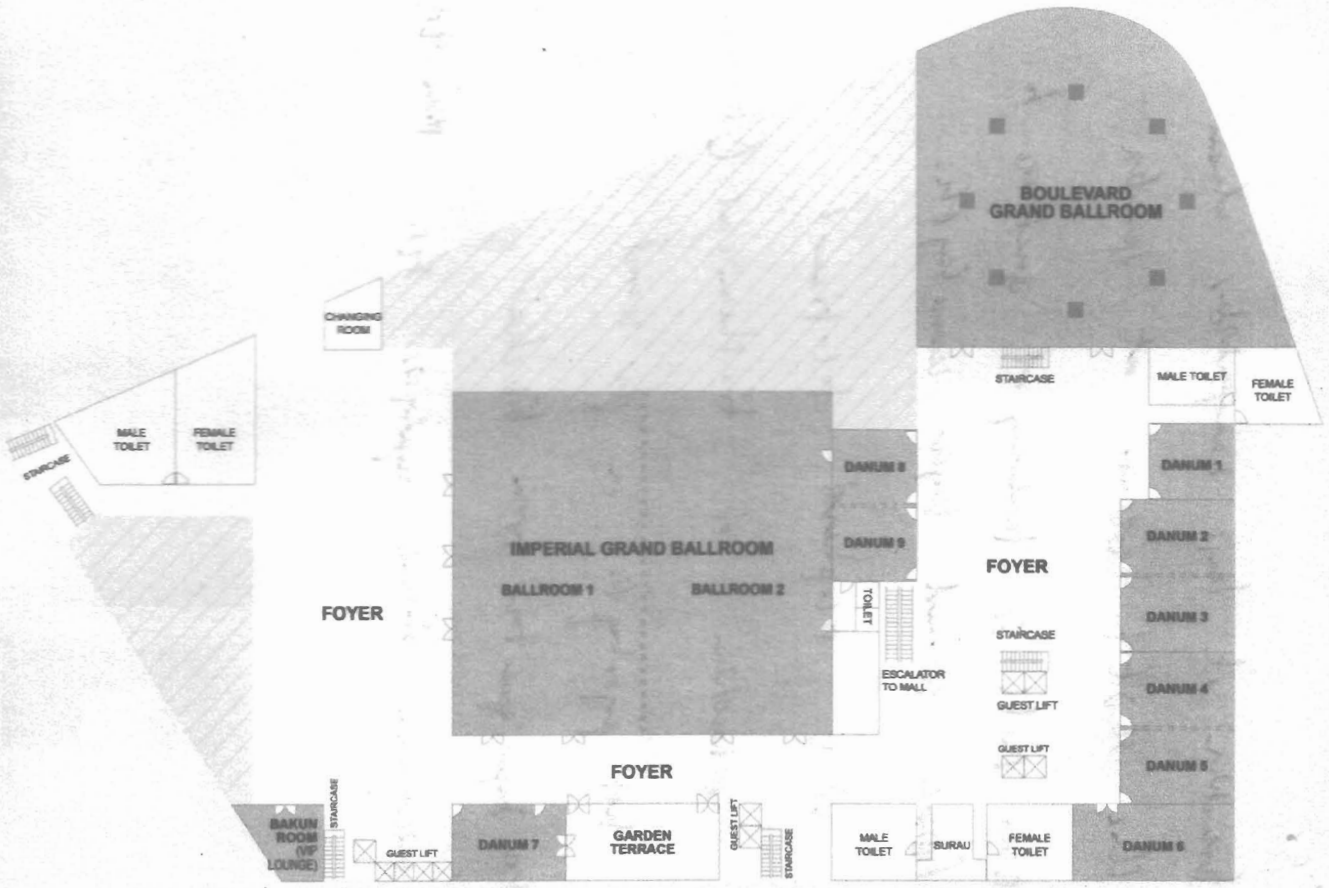 BOULEVARD
GRAND BALLROOM
CHANGING
ROOM
STAIRCASE
MALE TOILET
FEMALE
TOILET
MALE
TOILET
FEMALE
TOILET
STAIRCASE
DANUM 8
DANUM 1
DANUM 9
DANUM 2
IMPERIAL GRAND BALLROOM
BALLROOM 1
BALLROOM 2
TOILET
FOYER
FOYER
DANUM 3
STAIRCASE
ESCALATOR
TO MALL
DANUM 4
GUEST LIFT
GUEST LIFT
DANUM 5
FOYER
STAIRCASE
BAKUN
ROOM
(VIP
LOUNGE)
GUEST LIFT
DANUM 7
GARDEN
TERRACE
GUEST LIFT
STAIRCASE
MALE
TOILET
SURAU
FEMALE
TOILET
DANUM 6